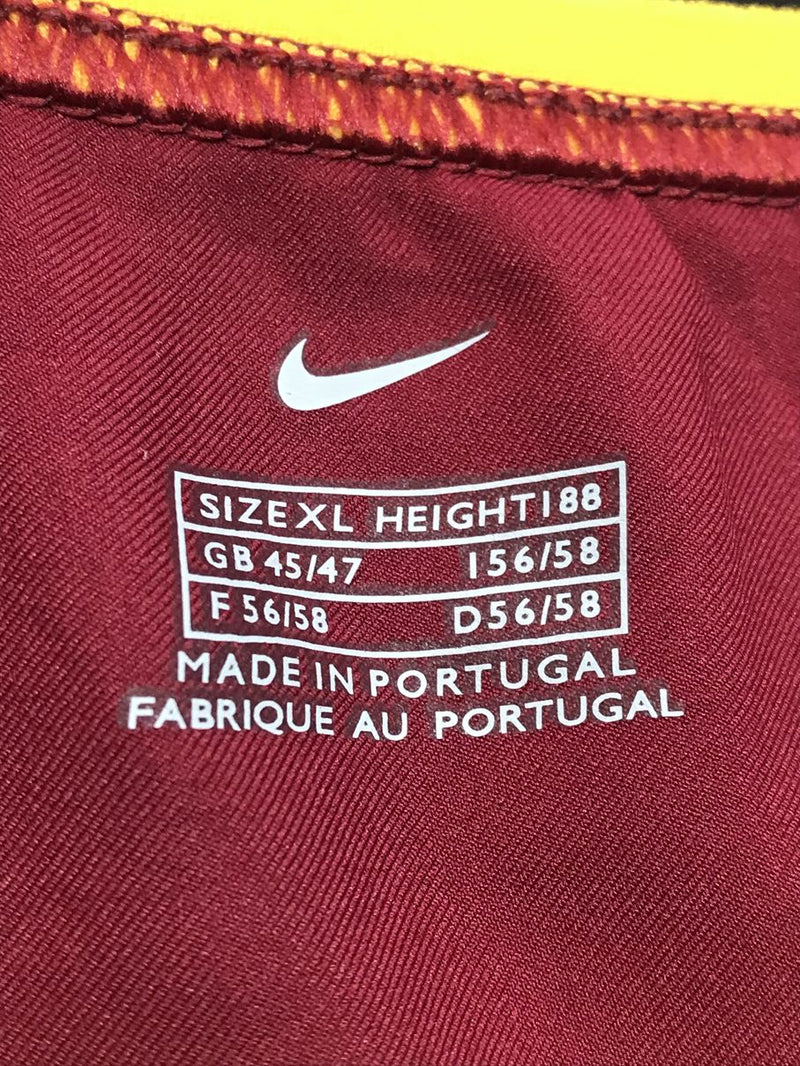 SIZE XL HEIGHT 188
GB 45/47 I 56/58
F 56/58 D 56/58
MADE IN PORTUGAL
FABRIQUE AU PORTUGAL